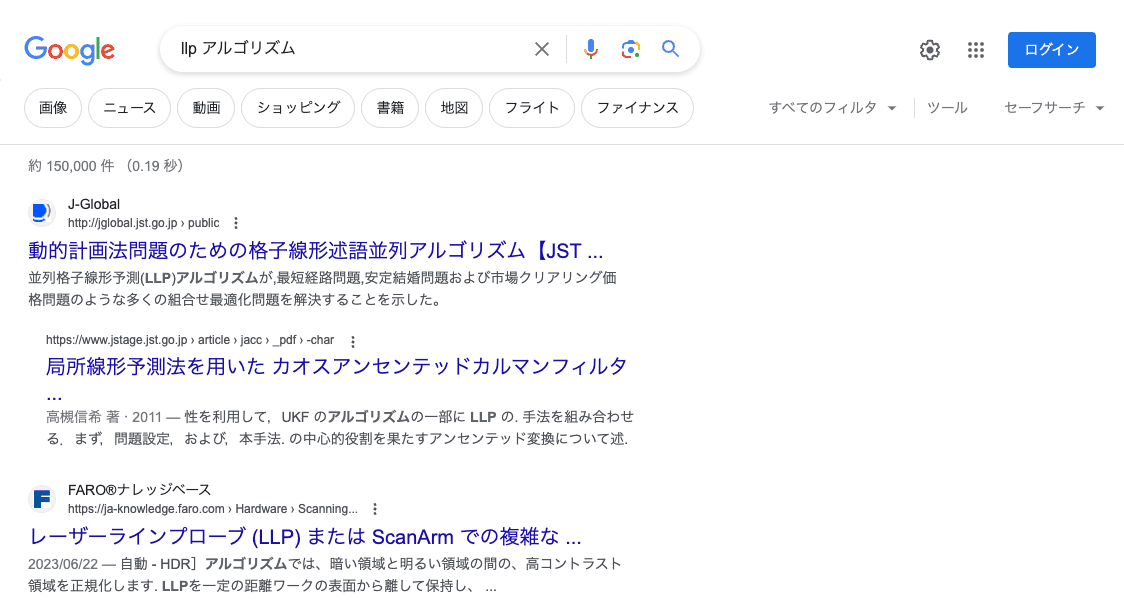 Google
llp アルゴリズム
ログイン
画像 ニュース 動画 ショッピング 書籍 地図 フライト ファイナンス すべてのフィルタ ツール セーフサーチ
約 150,000 件 （0.19 秒）
J-Global
http://jglobal.jst.go.jp › public
動的計画法問題のための格子線形述語並列アルゴリズム【JST ...
並列格子線形予測(LLP)アルゴリズムが,最短経路問題,安定結婚問題および市場クリアリング価
格問題のような多くの組合せ最適化問題を解決することを示した。
https://www.jstage.jst.go.jp › article › jacc › _pdf › -char
局所線形予測法を用いた カオスアンセンテッドカルマンフィルタ
...
高槻信希 著 · 2011 — 性を利用して，UKF のアルゴリズムの一部に LLP の. 手法を組み合わせ
る．まず，問題設定，および，本手法. の中心的役割を果たすアンセンテッド変換について述.
FARO®ナレッジベース
https://ja-knowledge.faro.com › Hardware › Scanning...
レーザーラインプローブ (LLP) または ScanArm での複雑な ...
2023/06/22 — 自動 - HDR］アルゴリズムでは、暗い領域と明るい領域の間の、高コントラスト
領域を正規化します. LLPを一定の距離ワークの表面から離して保持し、 ...